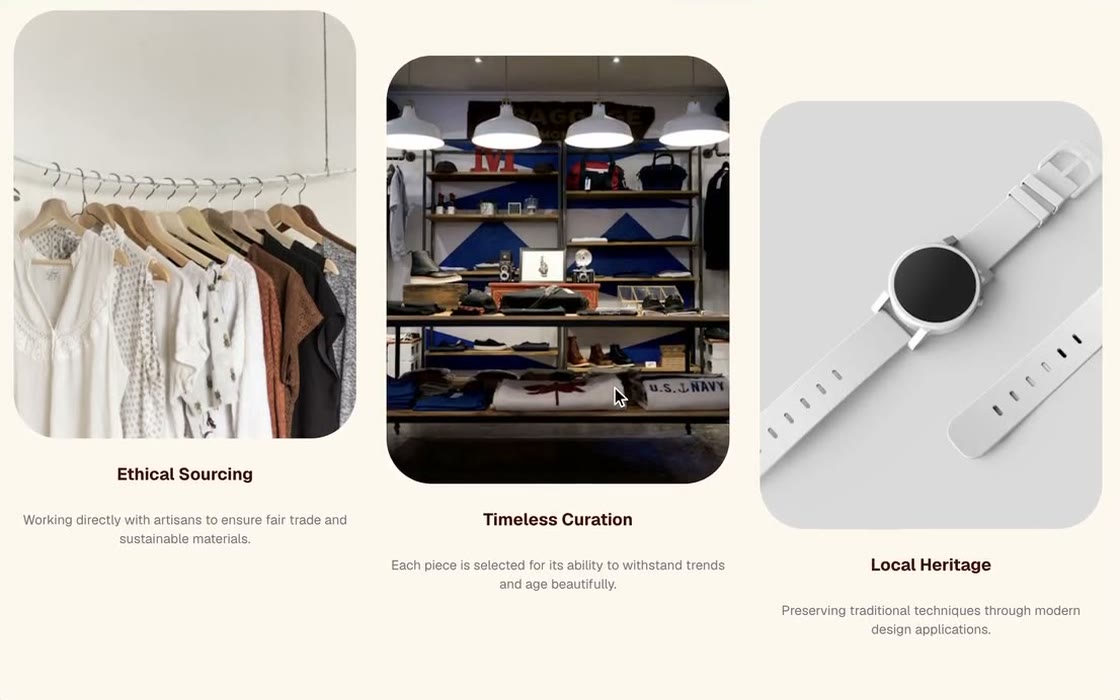 BAGGAGE
M
U.S. NAVY
Ethical Sourcing
Working directly with artisans to ensure fair trade and
sustainable materials.
Timeless Curation
Each piece is selected for its ability to withstand trends
and age beautifully.
Local Heritage
Preserving traditional techniques through modern
design applications.